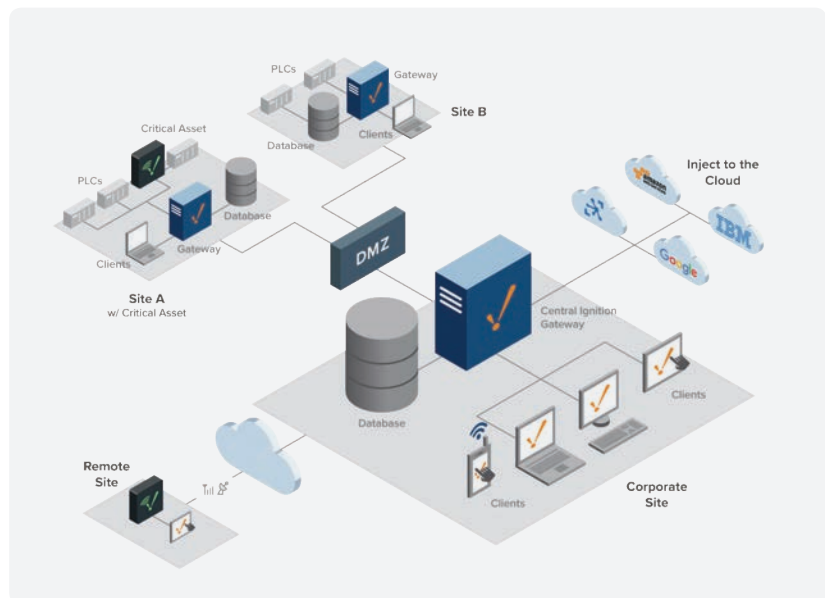 PLCs
Gateway
Site B
Database
Clients
Critical Asset
PLCs
Database
Gateway
Clients
Site A
w/ Critical Asset
DMZ
Inject to the
Cloud
amazon
IBM
Google
Central Ignition
Gateway
Database
Clients
Clients
Corporate
Site
Remote
Site